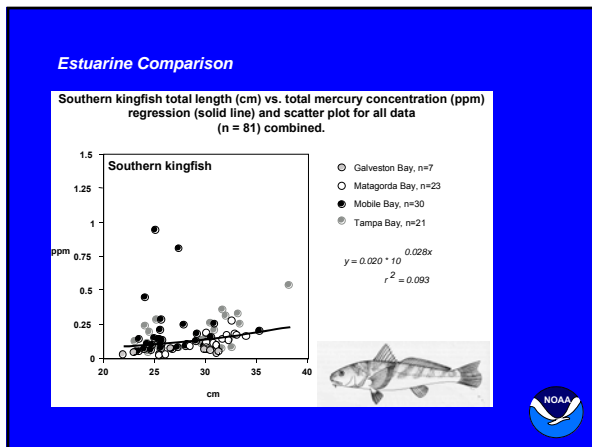 Estuarine Comparison
Southern kingfish total length (cm) vs. total mercury concentration (ppm)
regression (solid line) and scatter plot for all data
(n = 81) combined.
1.5
Southern kingfish
1.25
1
ppm
0.75
0.5
0.25
0
20 25 30 35 40
cm
Galveston Bay, n=7
Matagorda Bay, n=23
Mobile Bay, n=30
Tampa Bay, n=21
y = 0.020 * 10 0.028x
r 2 = 0.093
NOAA